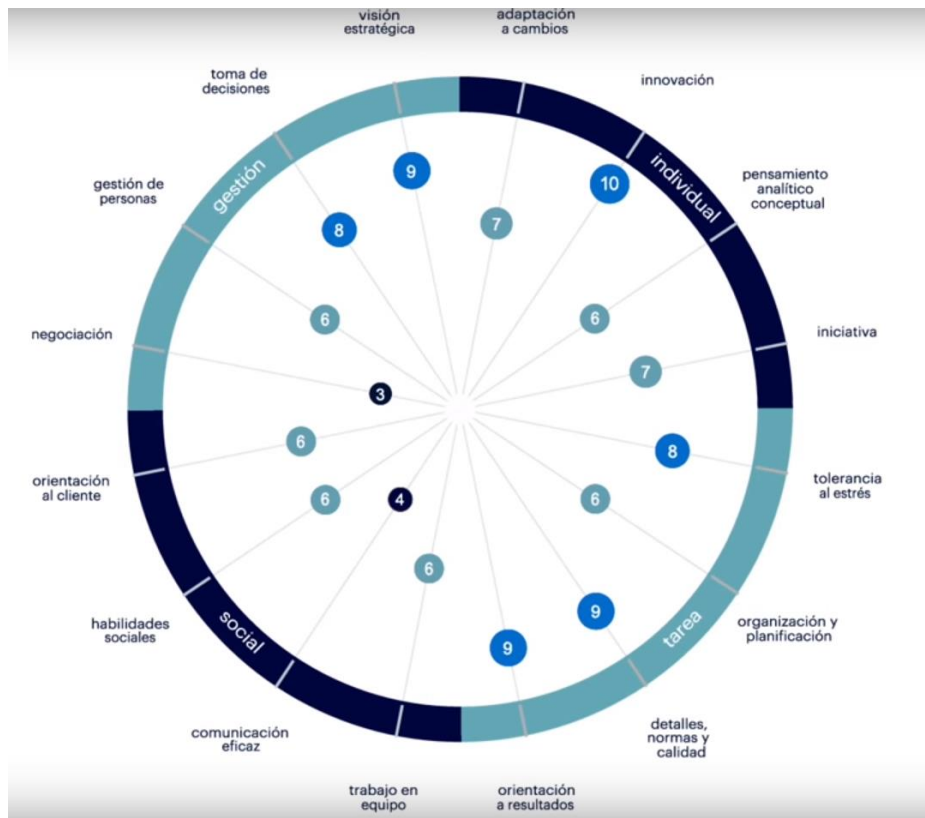 visión
estratégica
adaptación
a cambios
toma de
decisiones
innovación
gestión de
personas
gestión
individual
pensamiento
analítico
conceptual
9
10
8
7
6
6
negociación
iniciativa
7
3
6
8
orientación
al cliente
tolerancia
al estrés
6
4
6
6
9
9
habilidades
sociales
social
tarea
organización y
planificación
comunicación
eficaz
detalles,
normas y
calidad
trabajo en
equipo
orientación
a resultados